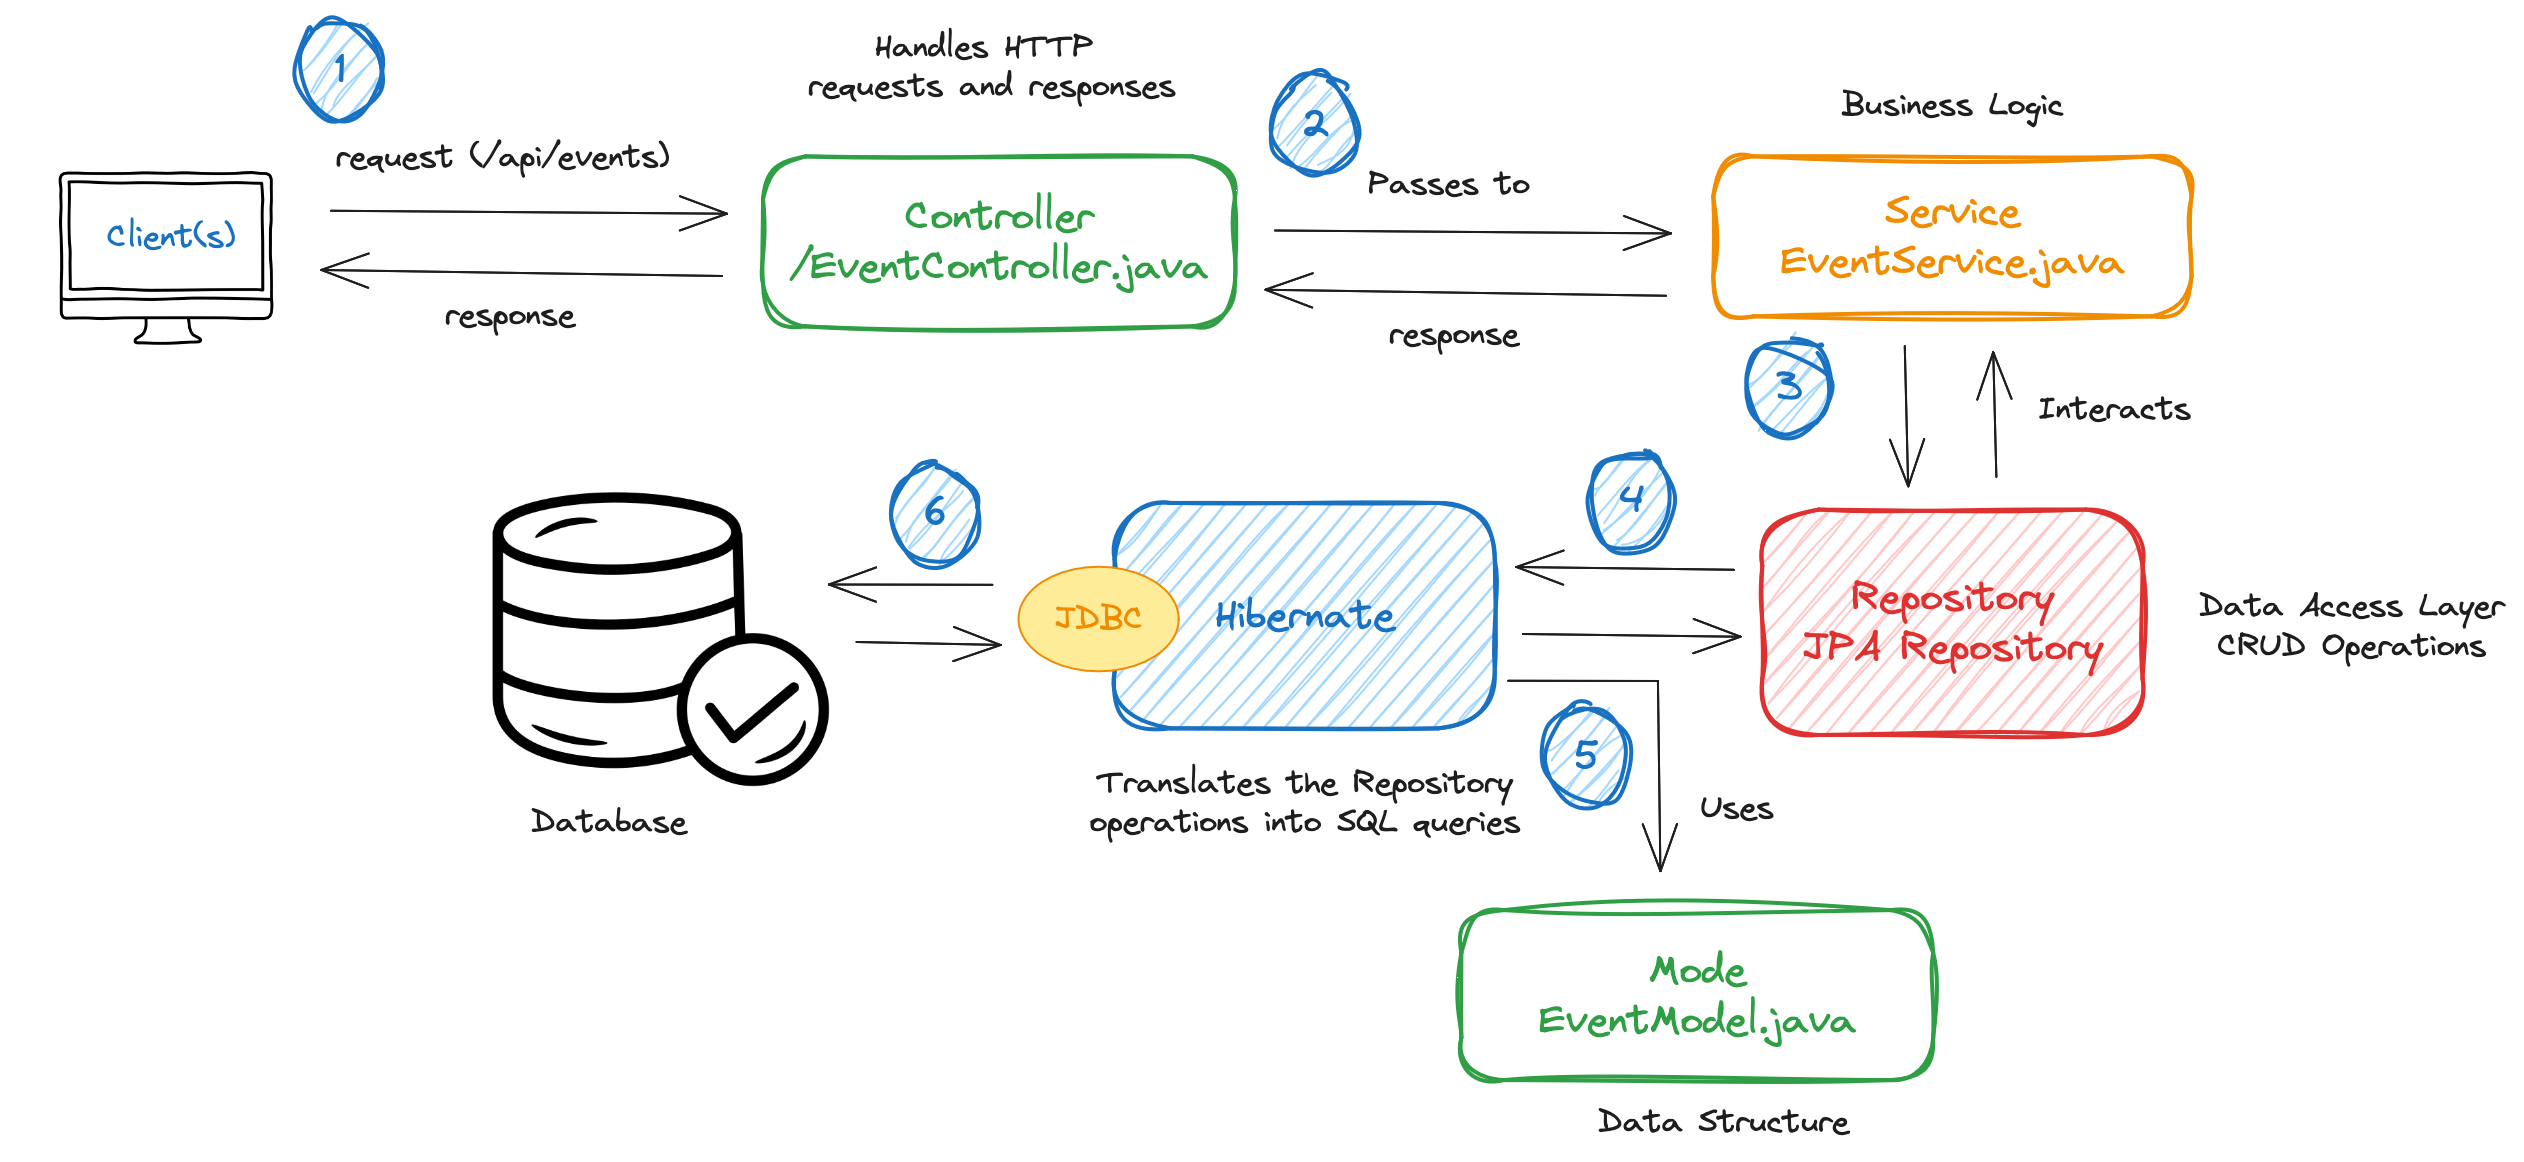 1
Handles HTTP
requests and responses
2
Business Logic
request (/api/events)
Passes to
Client(s)
Controller
/EventController.java
Service
EventService.java
response
response
3
Interacts
6
4
JDBC
Hibernate
Repository
JPA Repository
Data Access Layer
CRUD Operations
5
Translates the Repository
operations into SQL queries
Uses
Database
Mode
EventModel.java
Data Structure